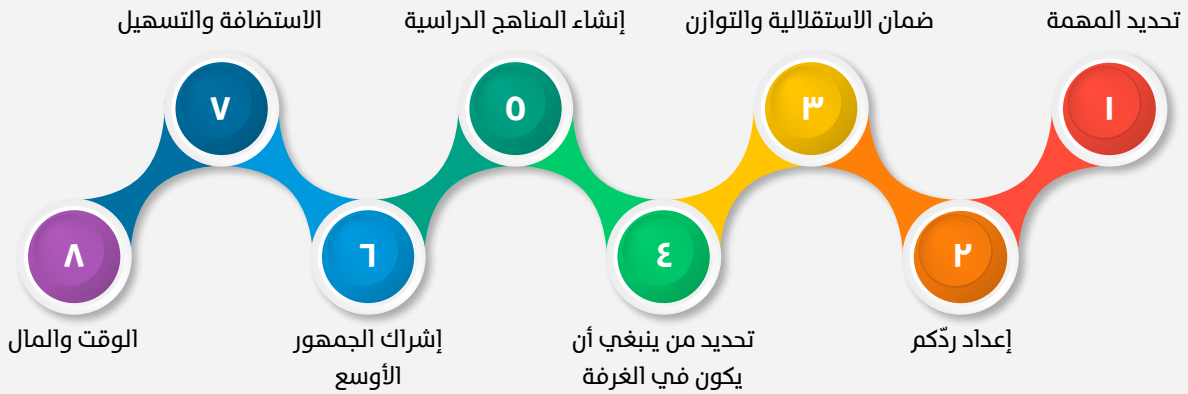 تحديد المهمة
ضمان الاستقلالية والتوازن
إنشاء المناهج الدراسية
الاستضافة والتسهيل
١
٣
٥
٧
٢
٤
٦
٨
إعداد ردّكم
تحديد من ينبغي أن
يكون في الغرفة
إشراك الجمهور
الأوسع
الوقت والمال